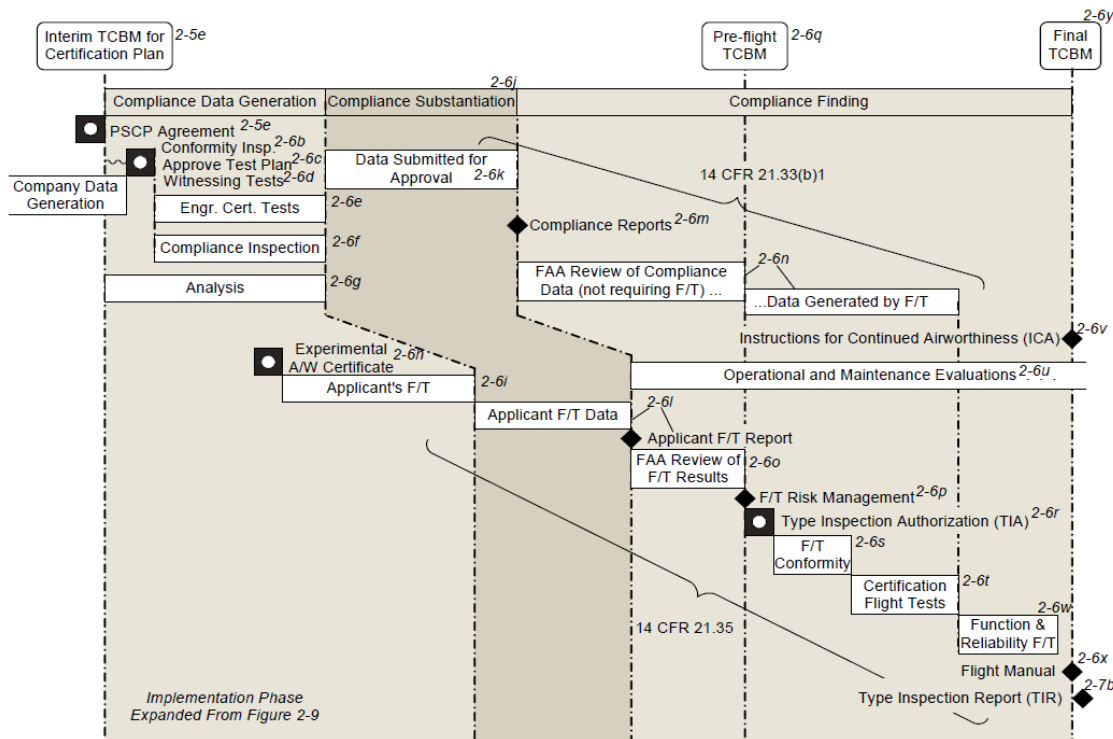 2-6y
Interim TCBM for
Certification Plan
2-5e
Pre-flight
TCBM
2-6q
Final
TCBM
2-6j
Compliance Data Generation
Compliance Substantiation
Compliance Finding
PSCP Agreement 2-5e
Conformity Insp. 2-6b
Approve Test Plan 2-6c
Witnessing Tests 2-6d
Company Data
Generation
Data Submitted for
Approval 2-6k
14 CFR 21.33(b)1
Engr. Cert. Tests 2-6e
Compliance Reports 2-6m
Compliance Inspection 2-6f
Analysis 2-6g
FAA Review of Compliance
Data (not requiring F/T) ...
2-6n
...Data Generated by F/T
Instructions for Continued Airworthiness (ICA) 2-6v
Experimental
A/W Certificate
2-6h
Applicant's F/T 2-6i
Operational and Maintenance Evaluations 2-6u . . . .
Applicant F/T Data 2-6l
Applicant F/T Report
FAA Review of
F/T Results
2-6o
F/T Risk Management 2-6p
Type Inspection Authorization (TIA) 2-6r
F/T
Conformity
2-6s
Certification
Flight Tests
2-6t
14 CFR 21.35
Function &
Reliability F/T
2-6w
Flight Manual 2-6x
Type Inspection Report (TIR) 2-7b
Implementation Phase
Expanded From Figure 2-9